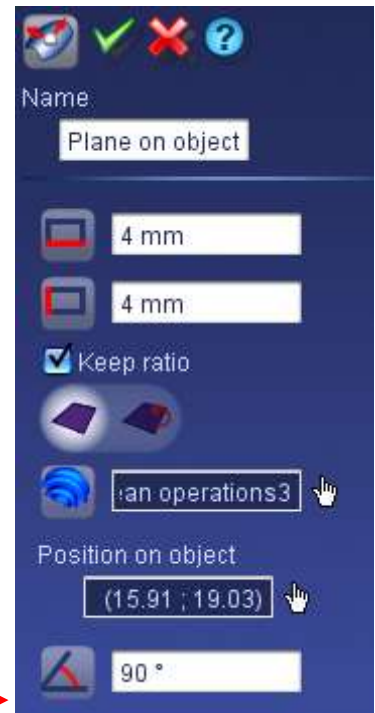 Name
Plane on object
4 mm
4 mm
Keep ratio
an operations3
Position on object
(15.91 ; 19.03)
90 °